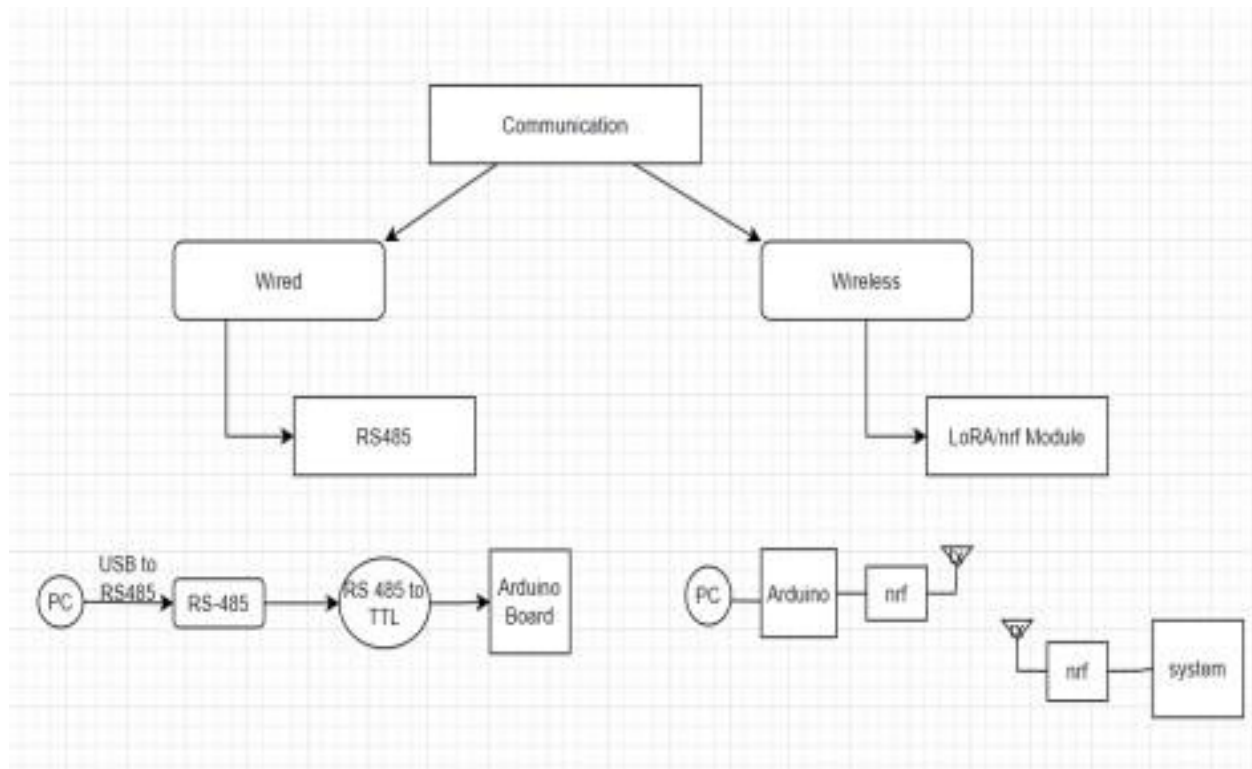 Communication
Wired
Wireless
RS485
LoRA/nrf Module
USB to
RS485
PC
RS-485
RS 485 to
TTL
Arduino
Board
PC
Arduino
nrf
nrf
system